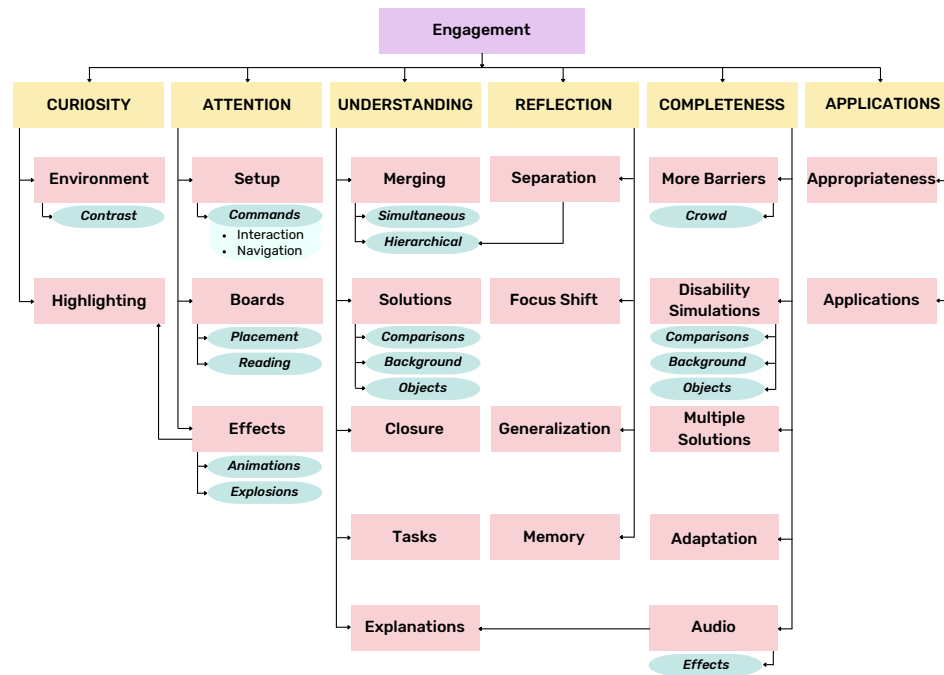 Engagement
CURIOSITY
ATTENTION
UNDERSTANDING
REFLECTION
COMPLETENESS
APPLICATIONS
Environment
Contrast
Highlighting
Setup
Commands
• Interaction
• Navigation
Boards
Placement
Reading
Effects
Animations
Explosions
Merging
Simultaneous
Hierarchical
Solutions
Comparisons
Background
Objects
Closure
Tasks
Explanations
Separation
Focus Shift
Generalization
Memory
More Barriers
Crowd
Disability
Simulations
Comparisons
Background
Objects
Multiple
Solutions
Adaptation
Audio
Effects
Appropriateness
Applications